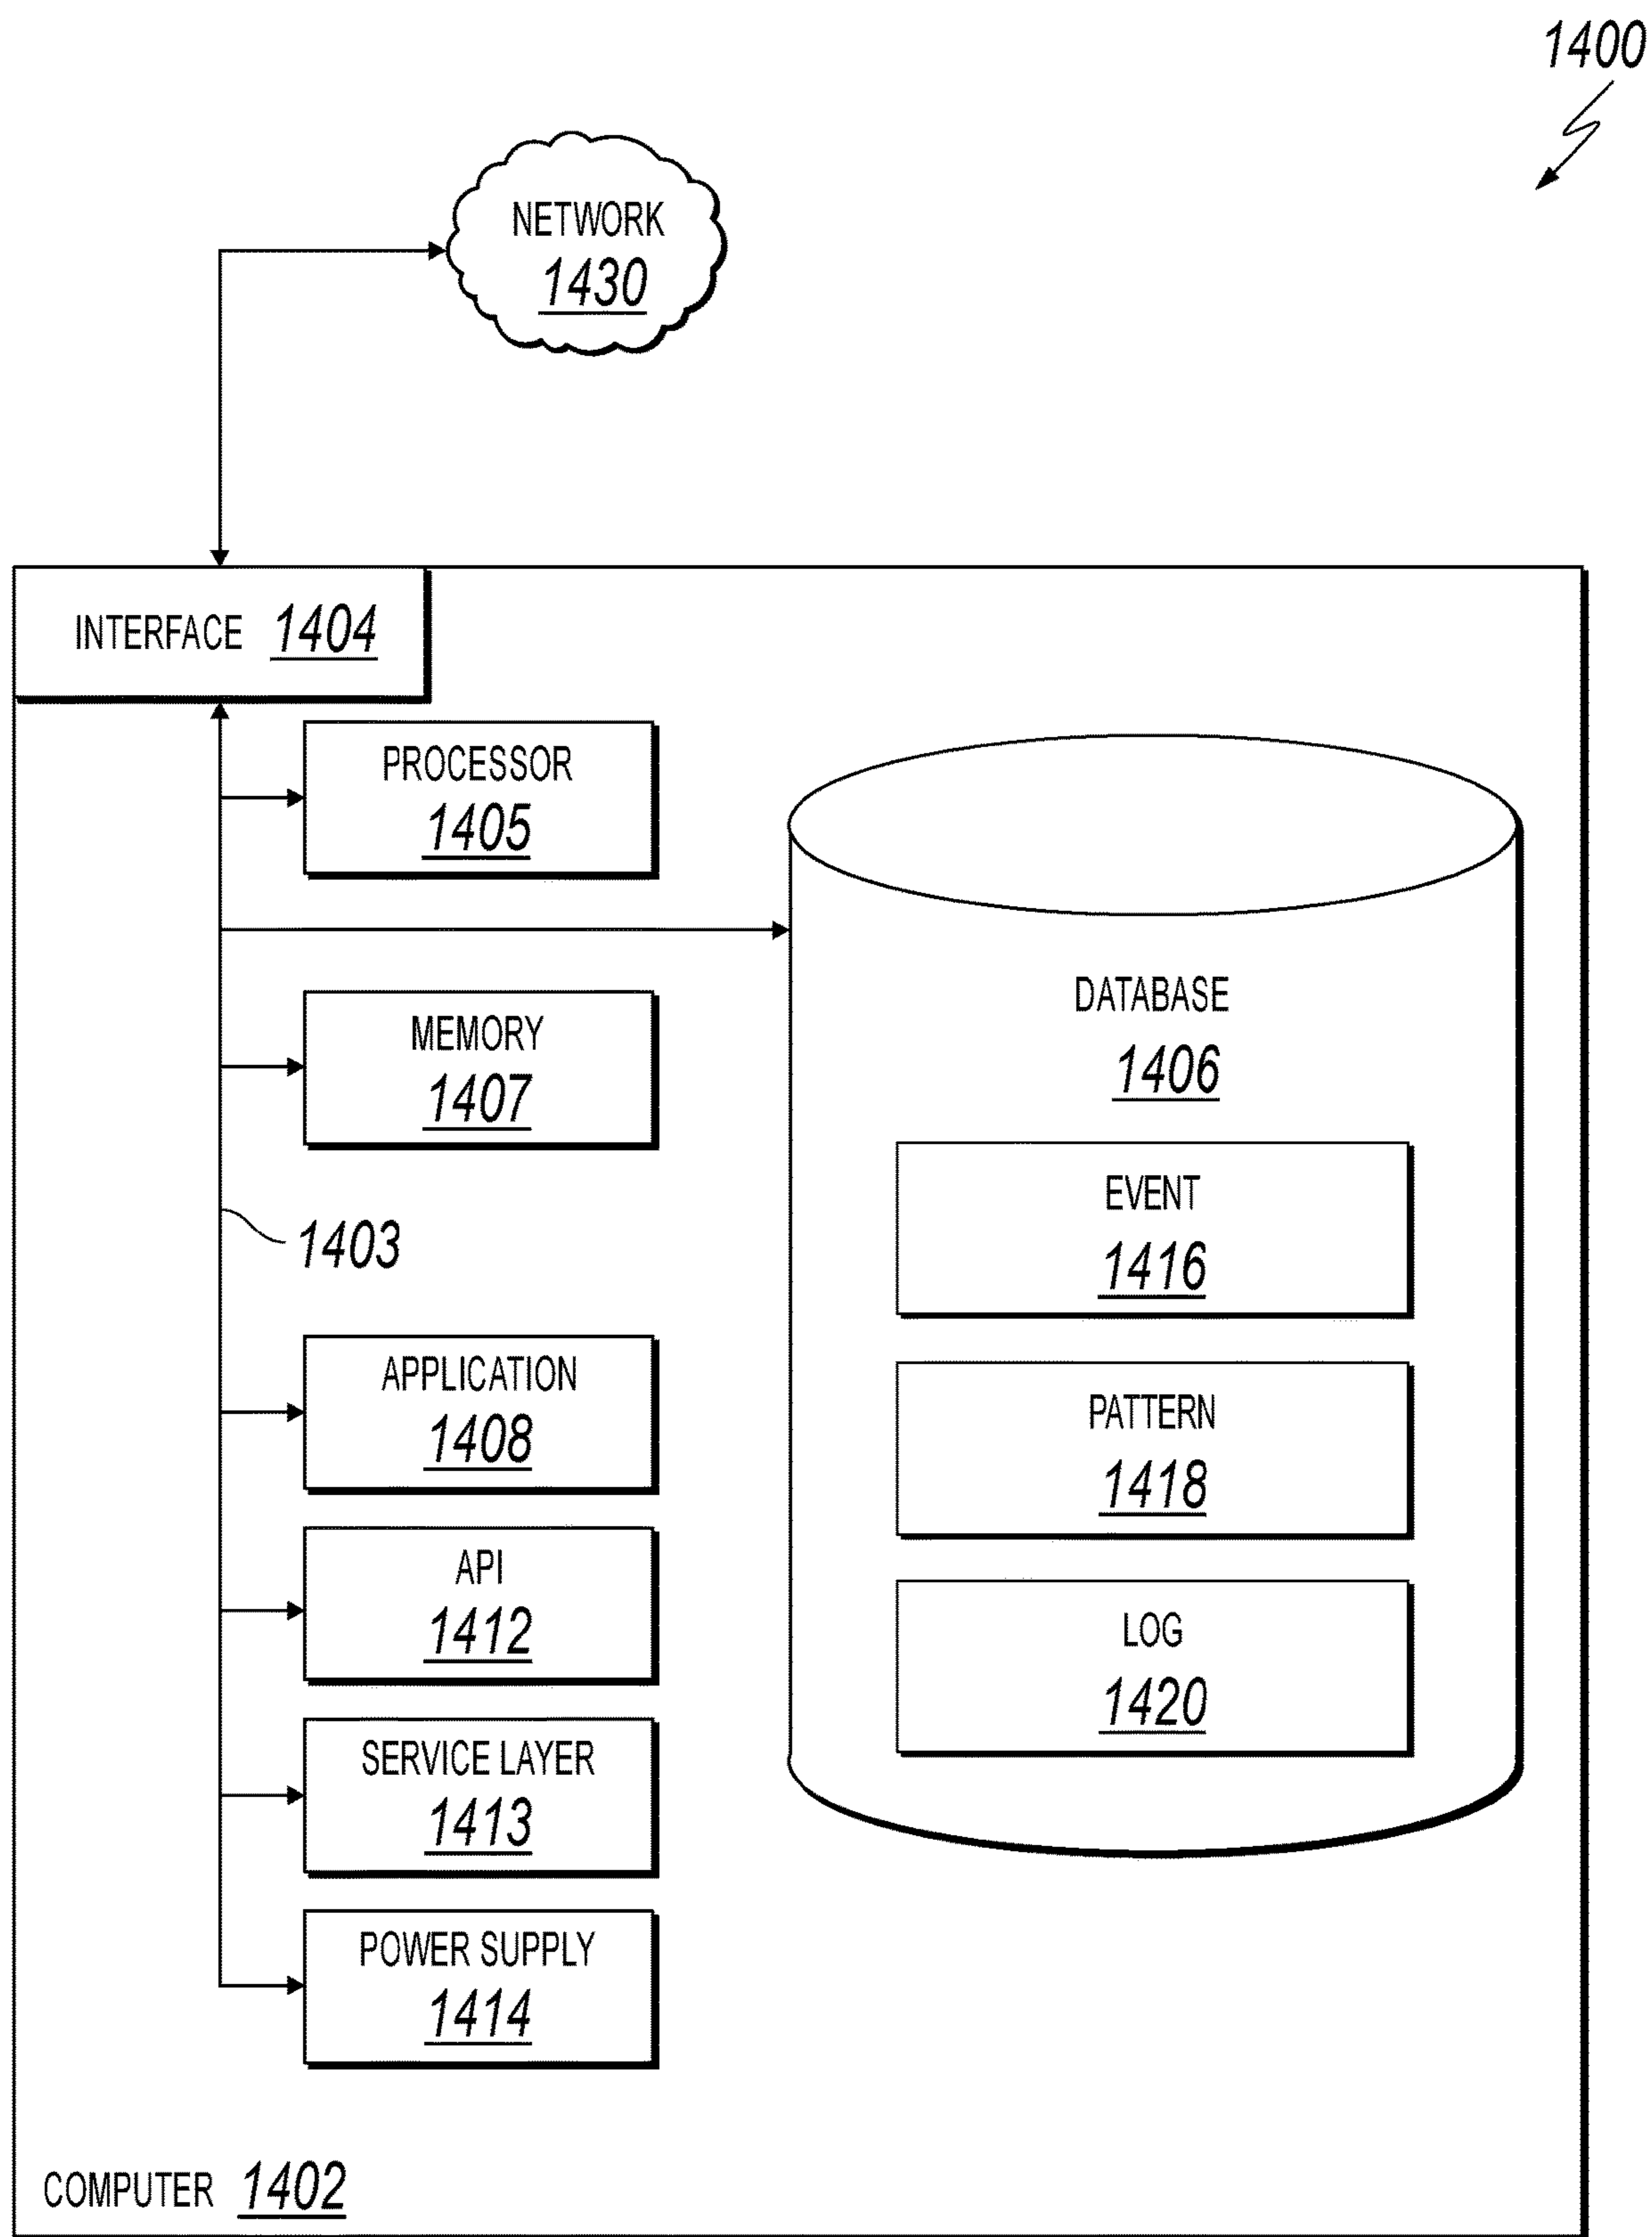 1400
NETWORK
1430
INTERFACE 1404
PROCESSOR
1405
MEMORY
1407
1403
APPLICATION
1408
API
1412
SERVICE LAYER
1413
POWER SUPPLY
1414
DATABASE
1406
EVENT
1416
PATTERN
1418
LOG
1420
COMPUTER 1402